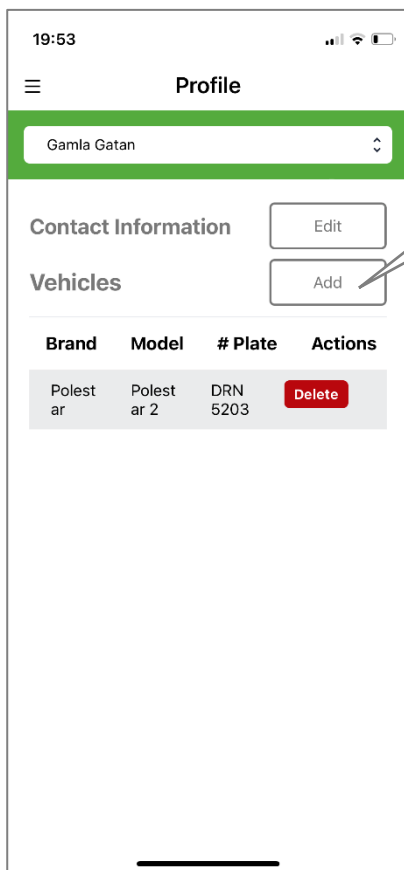 19:53
Profile
Gamla Gatan
Contact Information Edit
Vehicles Add
Brand Model # Plate Actions
Polest Polest DRN Delete
ar ar 2 5203